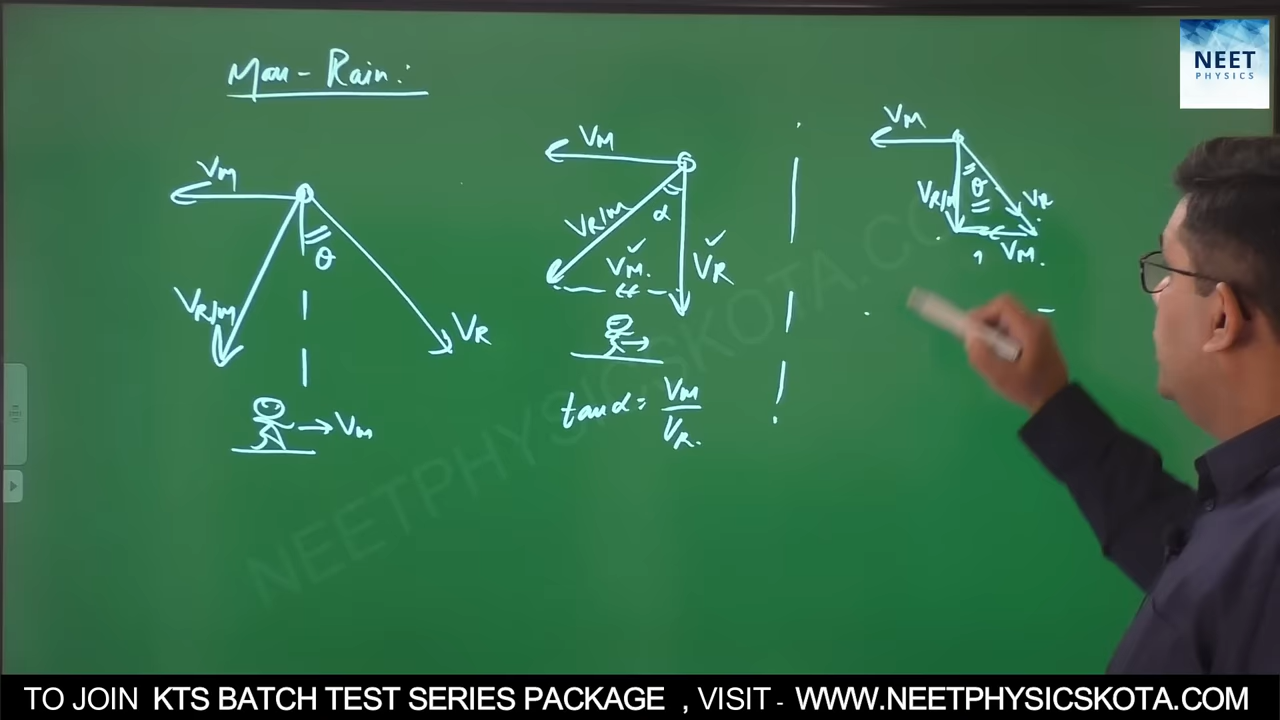 Man - Rain:
NEET
PHYSICS
VM
VR/M
θ
VR
VM
VM
VR/M
α
VM.
VR
tan α = VM / VR.
VM
VR/M
θ
VR
VM.
NEETPHYSICSKOTA.COM
TO JOIN KTS BATCH TEST SERIES PACKAGE , VISIT - WWW.NEETPHYSICSKOTA.COM